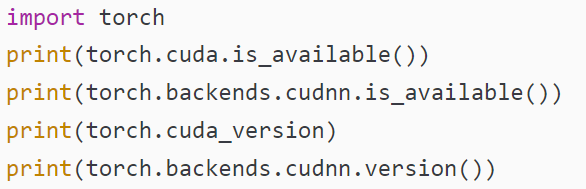 import torch
print(torch.cuda.is_available())
print(torch.backends.cudnn.is_available())
print(torch.cuda_version)
print(torch.backends.cudnn.version())